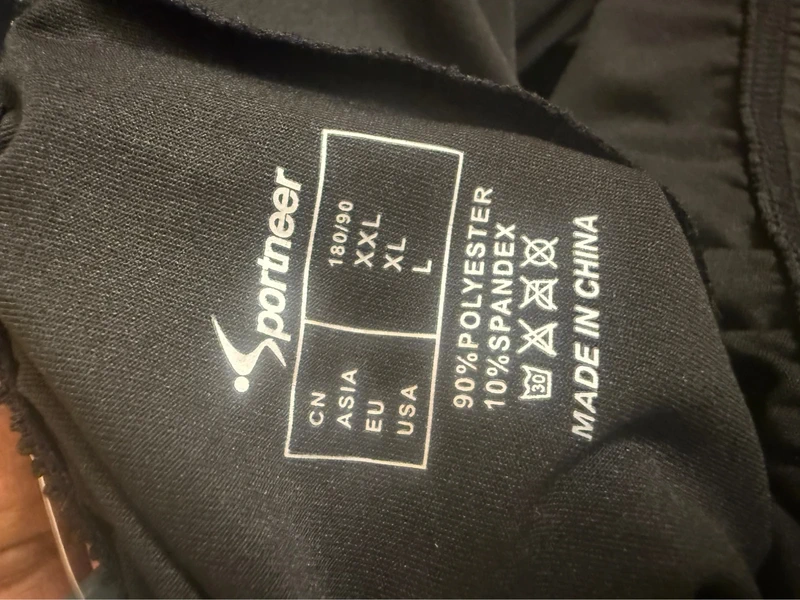 Sportneer
CN 180/90
ASIA XXL
EU XL
USA L
90%POLYESTER
10%SPANDEX
30
MADE IN CHINA